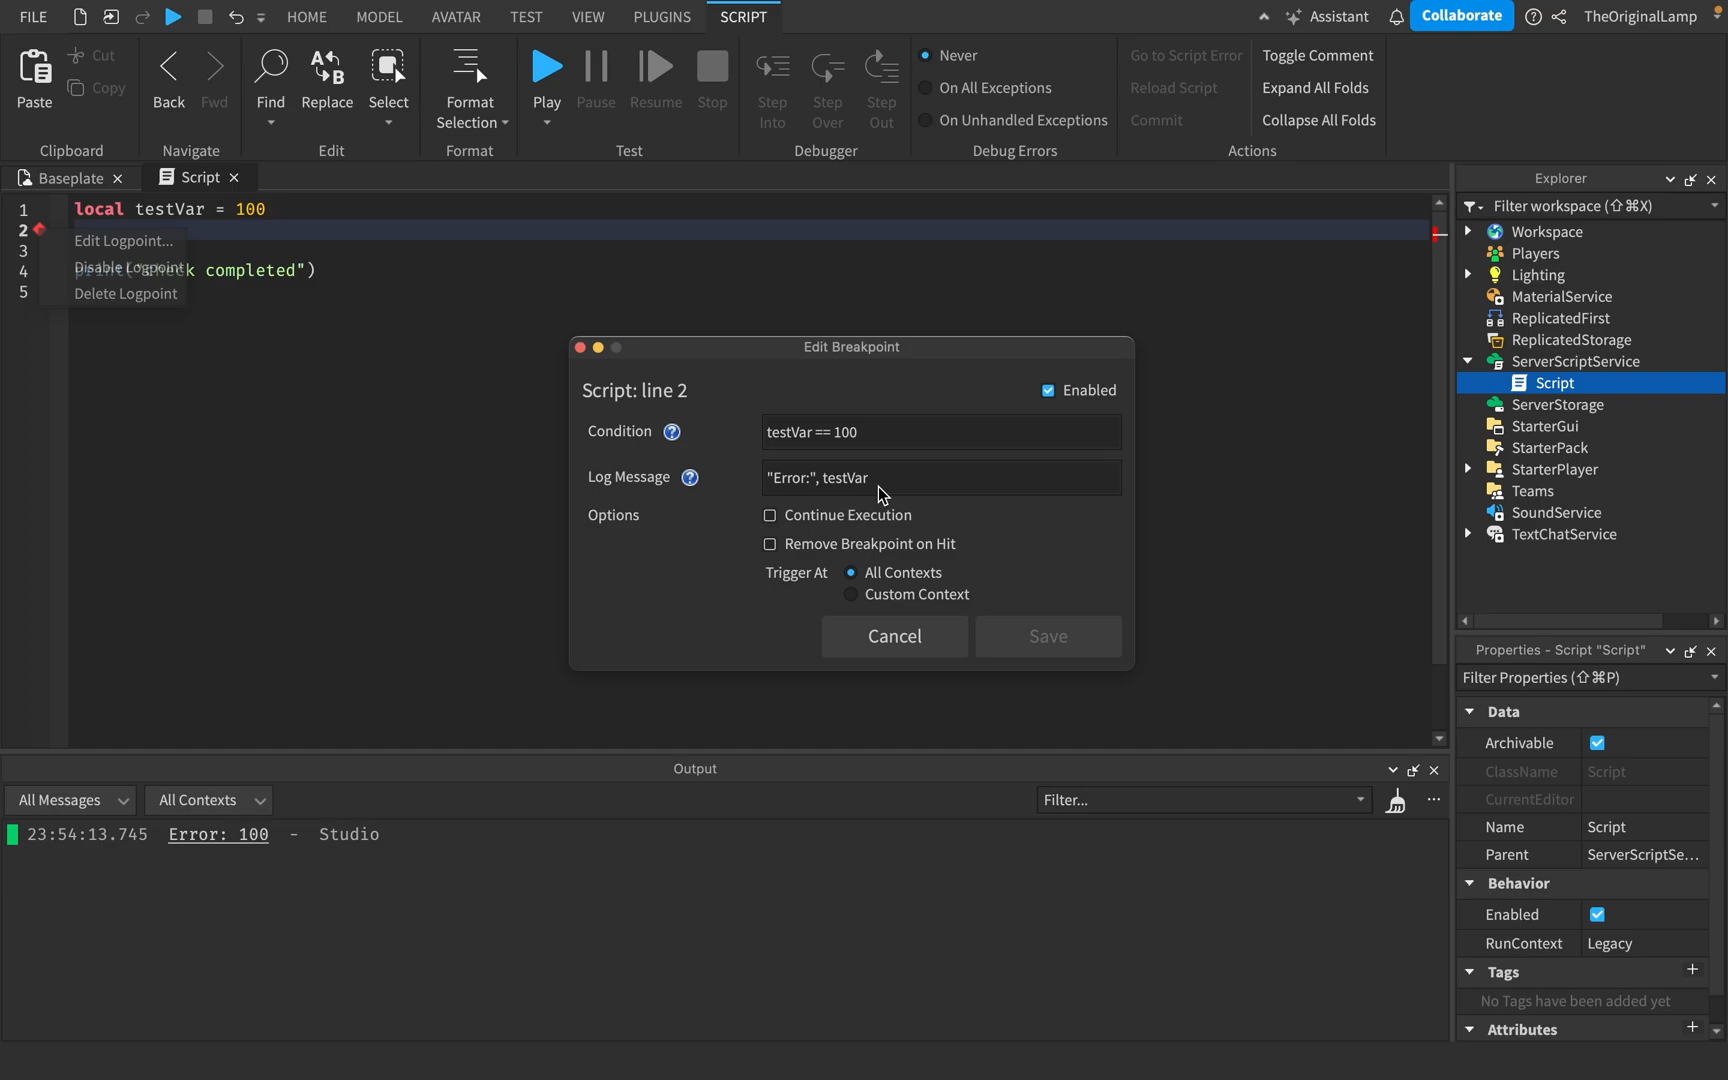 FILE HOME MODEL AVATAR TEST VIEW PLUGINS SCRIPT Assistant Collaborate TheOriginalLamp
Paste Cut Copy
Back Fwd
Find Replace Select
Format Selection
Play Pause Resume Stop
Step Into Step Over Step Out
Never
On All Exceptions
On Unhandled Exceptions
Go to Script Error
Reload Script
Commit
Toggle Comment
Expand All Folds
Collapse All Folds
Clipboard Navigate Edit Format Test Debugger Debug Errors Actions
Baseplate Script
1 local testVar = 100
2
3
4 print("Check completed")
5
Edit Logpoint...
Disable Logpoint
Delete Logpoint
Edit Breakpoint
Script: line 2 Enabled
Condition ? testVar == 100
Log Message ? "Error:", testVar
Options Continue Execution
Remove Breakpoint on Hit
Trigger At All Contexts
Custom Context
Cancel Save
Explorer
Filter workspace (⇧⌘X)
Workspace
Players
Lighting
MaterialService
ReplicatedFirst
ReplicatedStorage
ServerScriptService
Script
ServerStorage
StarterGui
StarterPack
StarterPlayer
Teams
SoundService
TextChatService
Properties - Script "Script"
Filter Properties (⇧⌘P)
Data
Archivable
ClassName Script
CurrentEditor
Name Script
Parent ServerScriptSe...
Behavior
Enabled
RunContext Legacy
Tags +
No Tags have been added yet
Attributes +
Output
All Messages All Contexts Filter... ...
23:54:13.745 Error: 100 - Studio